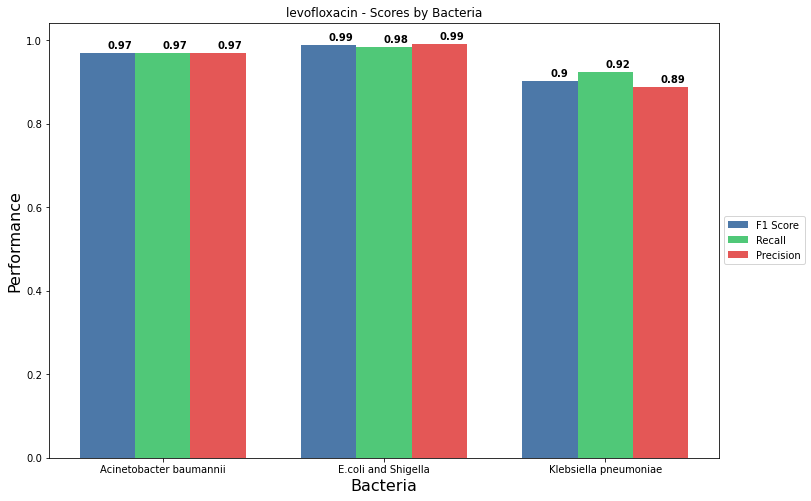 levofloxacin - Scores by Bacteria
Performance
1.0
0.8
0.6
0.4
0.2
0.0
0.97 0.97 0.97
0.99 0.98 0.99
0.9 0.92 0.89
Acinetobacter baumannii
E.coli and Shigella
Klebsiella pneumoniae
Bacteria
F1 Score
Recall
Precision